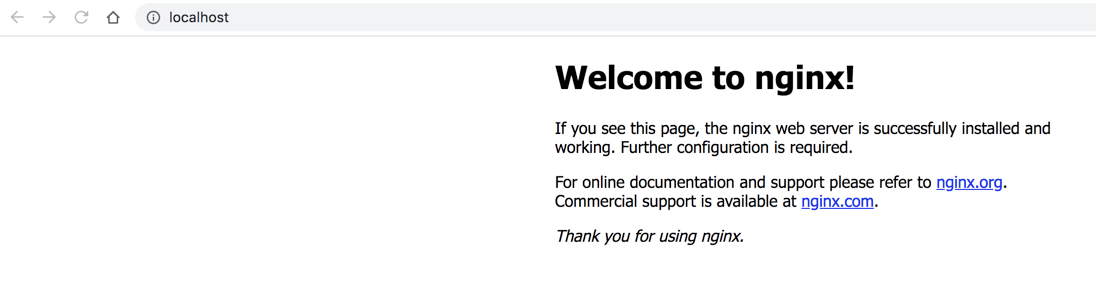 localhost
Welcome to nginx!
If you see this page, the nginx web server is successfully installed and
working. Further configuration is required.
For online documentation and support please refer to nginx.org.
Commercial support is available at nginx.com.
Thank you for using nginx.